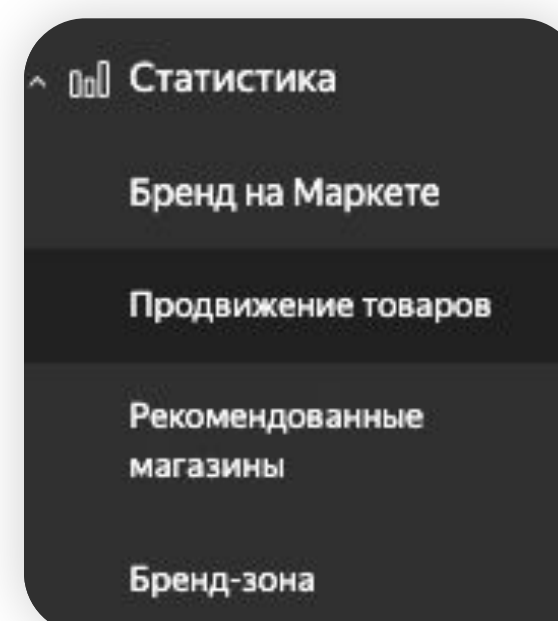 Статистика
Бренд на Маркете
Продвижение товаров
Рекомендованные
магазины
Бренд-зона